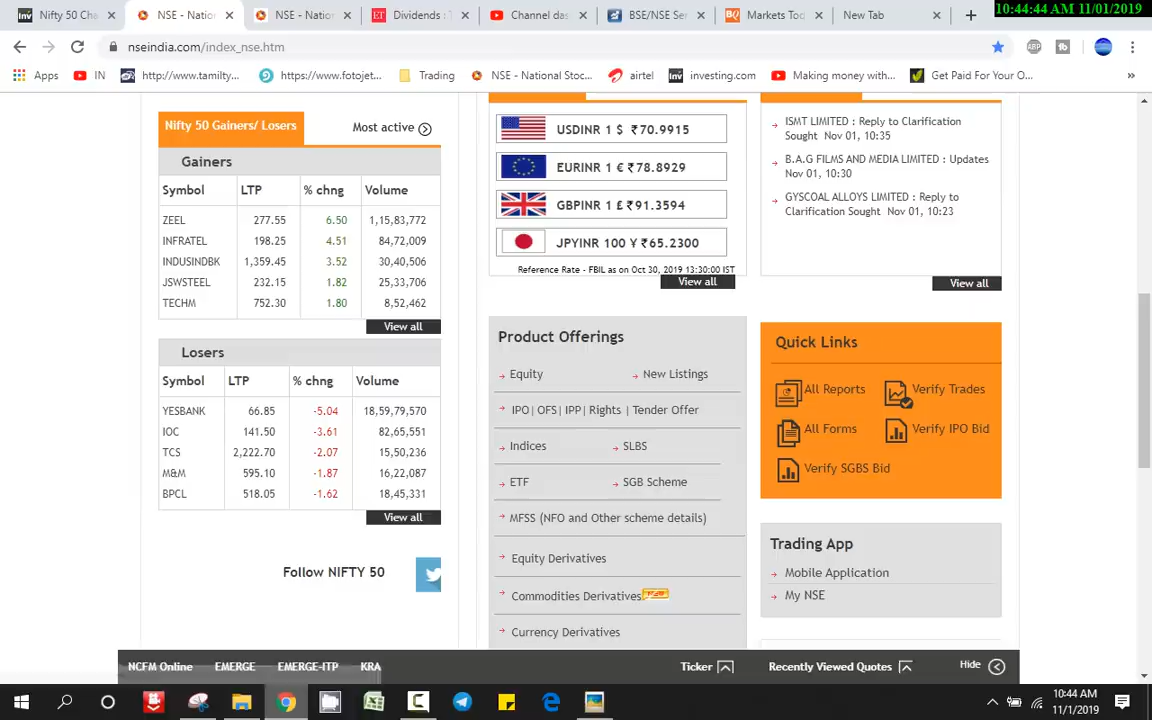 10:44:44 AM 11/01/2019
Nifty 50 Cha
NSE - Natio
NSE - Natio
Dividends :
Channel das
BSE/NSE Ser
Markets Too
New Tab
nseindia.com/index_nse.htm
Apps
IN
http://www.tamilty...
https://www.fotojet...
Trading
NSE - National Stoc...
airtel
investing.com
Making money with...
Get Paid For Your O...
Nifty 50 Gainers/ Losers
Most active
Gainers
Symbol LTP % chng Volume
ZEEL 277.55 6.50 1,15,83,772
INFRATEL 198.25 4.51 84,72,009
INDUSINDBK 1,359.45 3.52 30,40,506
JSWSTEEL 232.15 1.82 25,33,706
TECHM 752.30 1.80 8,52,462
View all
Losers
Symbol LTP % chng Volume
YESBANK 66.85 -5.04 18,59,79,570
IOC 141.50 -3.61 82,65,551
TCS 2,222.70 -2.07 15,50,236
M&M 595.10 -1.87 16,22,087
BPCL 518.05 -1.62 18,45,331
View all
Follow NIFTY 50
USDINR 1 $ ₹70.9915
EURINR 1 € ₹78.8929
GBPINR 1 £ ₹91.3594
JPYINR 100 ¥ ₹65.2300
Reference Rate - FBIL as on Oct 30, 2019 13:30:00 IST
View all
ISMT LIMITED : Reply to Clarification
Sought Nov 01, 10:35
B.A.G FILMS AND MEDIA LIMITED : Updates
Nov 01, 10:30
GYSCOAL ALLOYS LIMITED : Reply to
Clarification Sought Nov 01, 10:23
View all
Product Offerings
Equity
New Listings
IPO| OFS| IPP| Rights | Tender Offer
Indices
SLBS
ETF
SGB Scheme
MFSS (NFO and Other scheme details)
Equity Derivatives
Commodities Derivatives
Currency Derivatives
Quick Links
All Reports
Verify Trades
All Forms
Verify IPO Bid
Verify SGBS Bid
Trading App
Mobile Application
My NSE
NCFM Online
EMERGE
EMERGE-ITP
KRA
Ticker
Recently Viewed Quotes
Hide
10:44 AM
11/1/2019